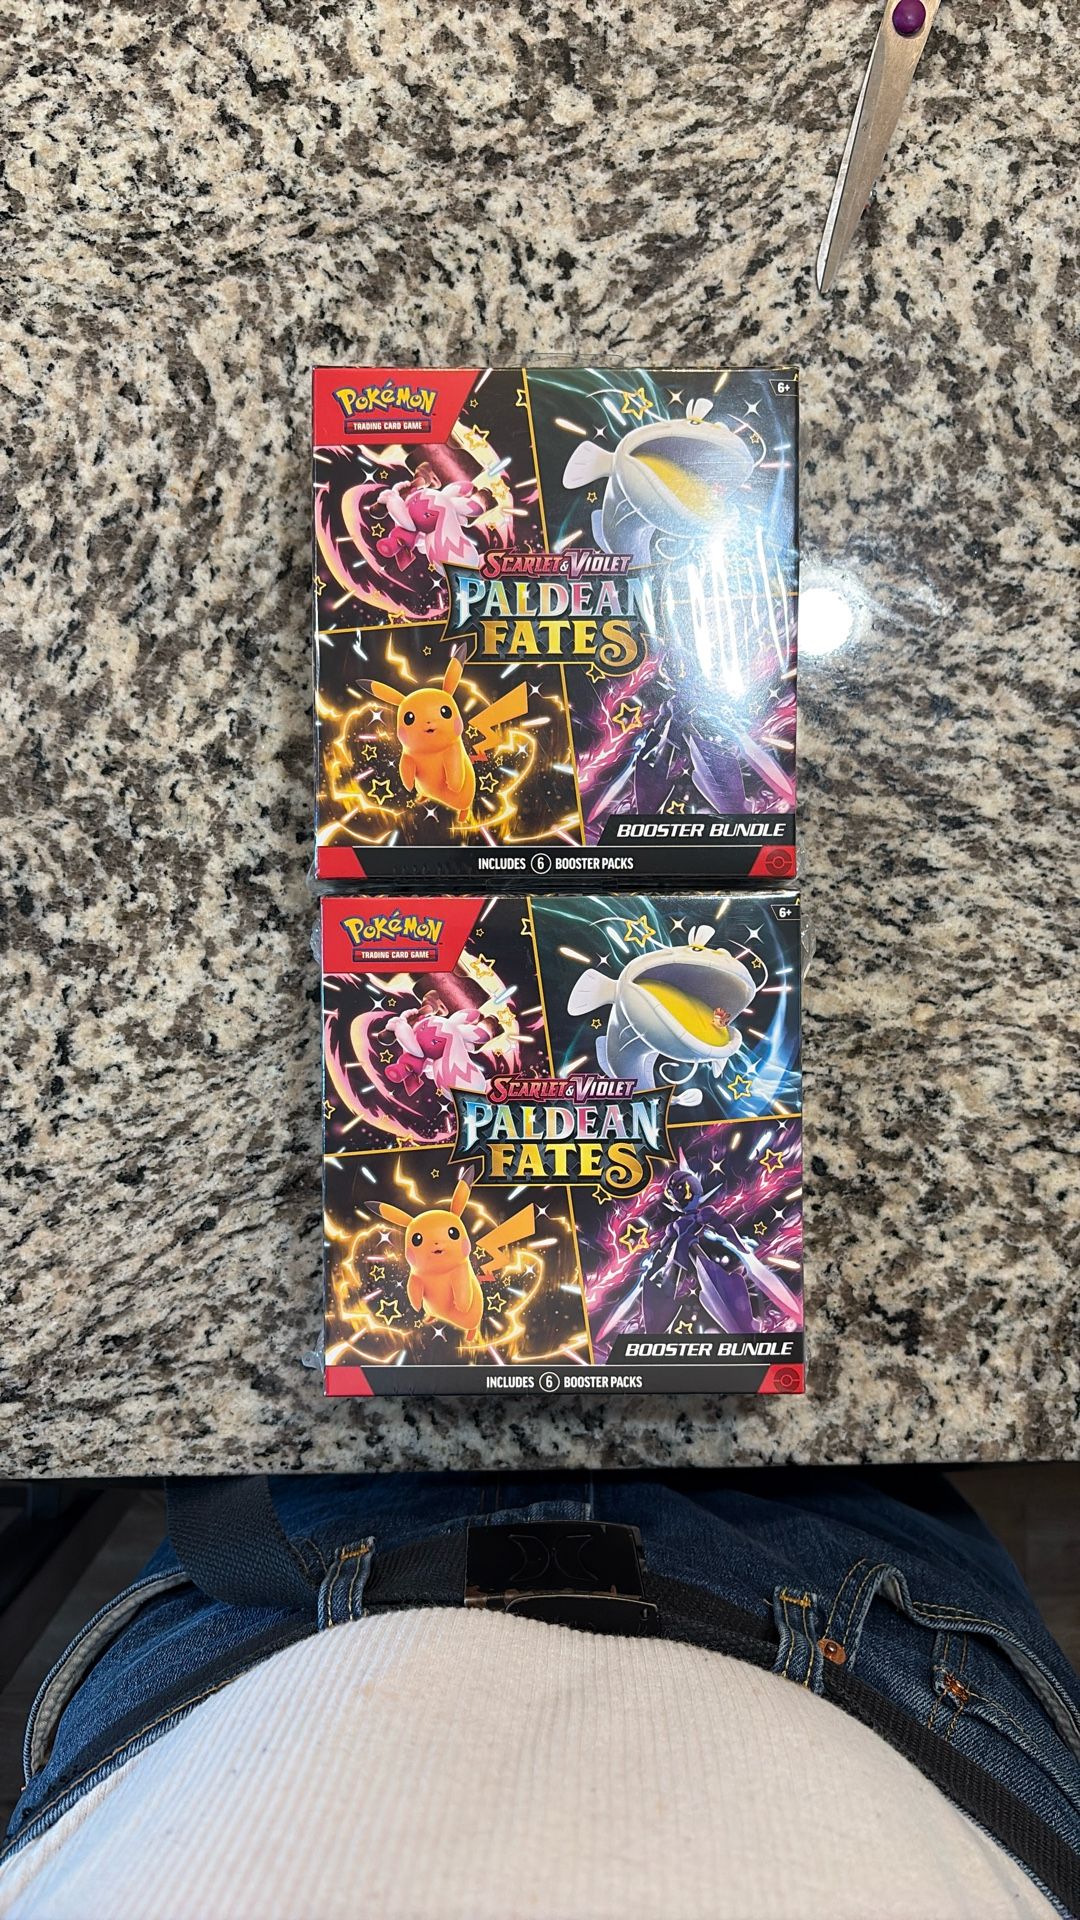 POKéMON
TRADING CARD GAME
6+
SCARLET & VIOLET
PALDEAN
FATES
BOOSTER BUNDLE
INCLUDES 6 BOOSTER PACKS
POKéMON
TRADING CARD GAME
6+
SCARLET & VIOLET
PALDEAN
FATES
BOOSTER BUNDLE
INCLUDES 6 BOOSTER PACKS